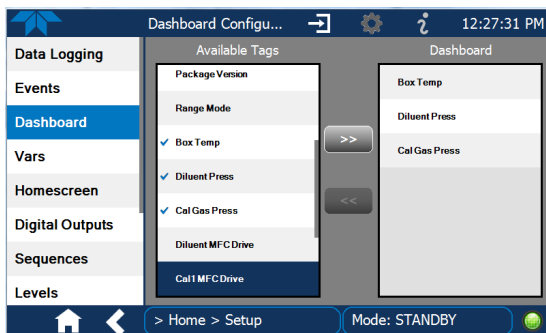 Dashboard Configu...
12:27:31 PM
Data Logging
Events
Dashboard
Vars
Homescreen
Digital Outputs
Sequences
Levels
Available Tags
Package Version
Range Mode
Box Temp
Diluent Press
Cal Gas Press
Diluent MFC Drive
Cal1 MFC Drive
>>
<<
Dashboard
Box Temp
Diluent Press
Cal Gas Press
> Home > Setup
Mode: STANDBY